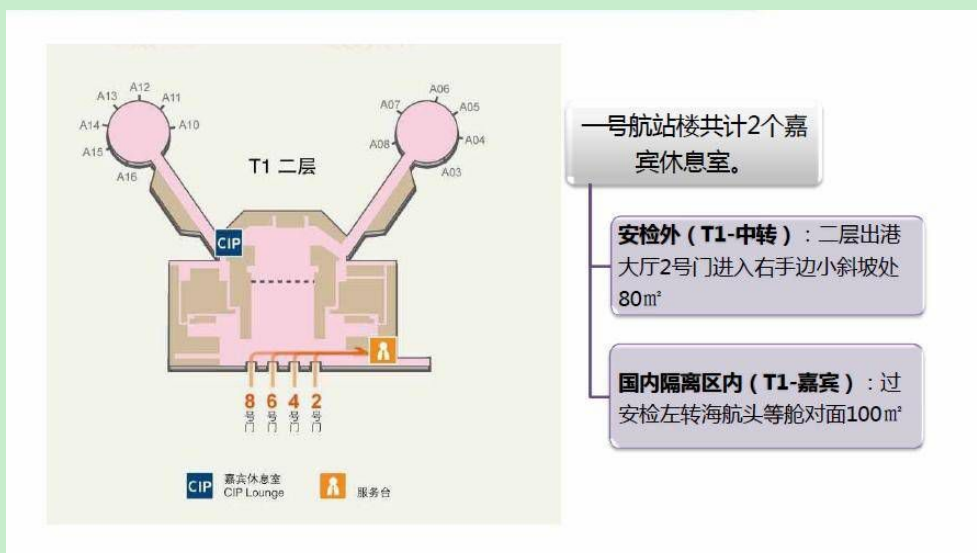 A13
A12
A11
A14
A10
A15
A16
A06
A07
A05
A08
A04
A03
T1 二层
CIP
8
6
4
2
号门
号门
号门
号门
CIP
嘉宾休息室
CIP Lounge
服务台
一号航站楼共计2个嘉
宾休息室。
安检外（T1-中转）：二层出港
大厅2号门进入右手边小斜坡处
80㎡
国内隔离区内（T1-嘉宾）：过
安检左转海航头等舱对面100㎡